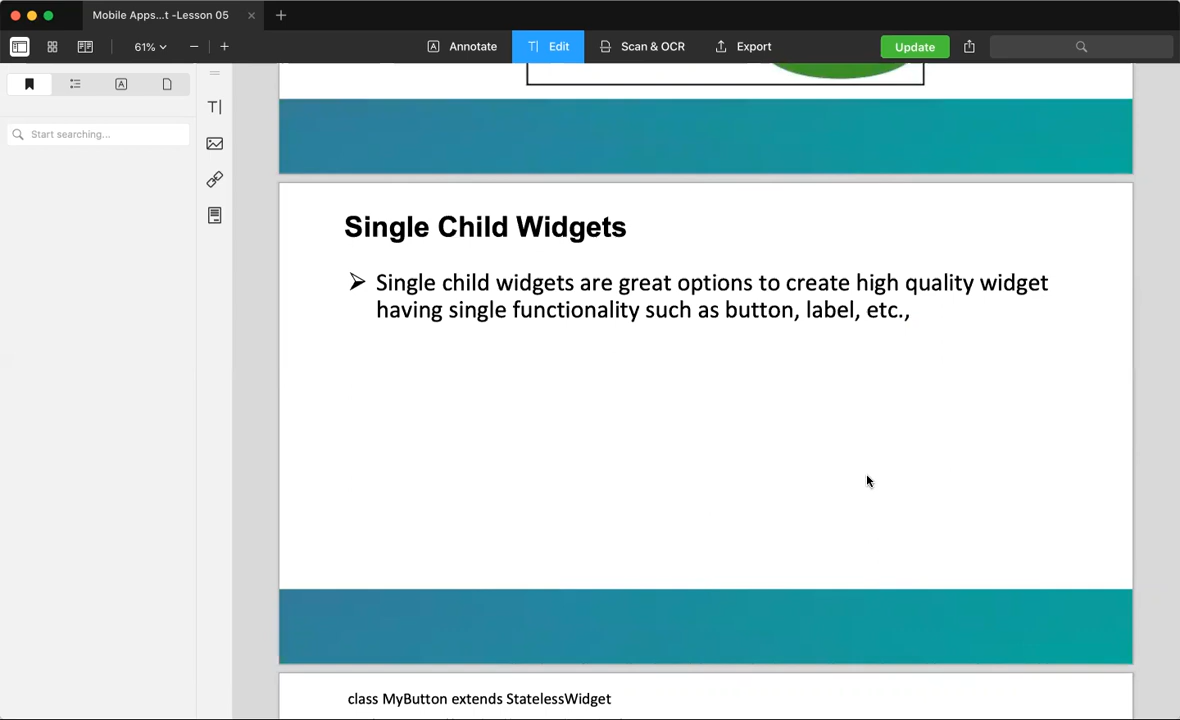 Mobile Apps...t -Lesson 05
61%
Annotate
Edit
Scan & OCR
Export
Update
Start searching...
Single Child Widgets
Single child widgets are great options to create high quality widget
having single functionality such as button, label, etc.,
class MyButton extends StatelessWidget